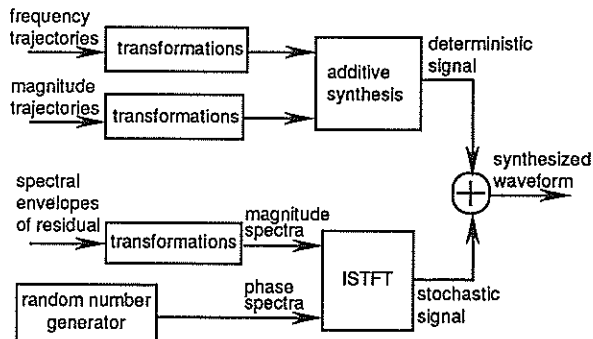 frequency
trajectories
transformations
magnitude
trajectories
transformations
additive
synthesis
deterministic
signal
synthesized
waveform
spectral
envelopes
of residual
transformations
magnitude
spectra
random number
generator
phase
spectra
ISTFT
stochastic
signal